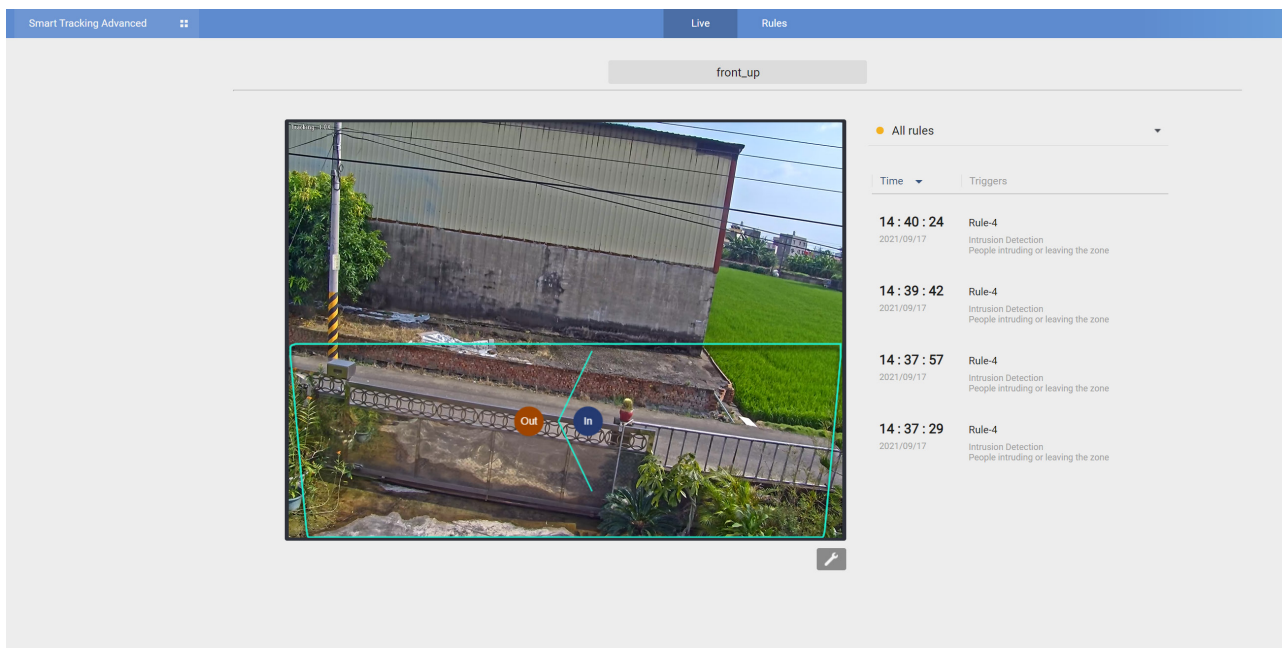 Smart Tracking Advanced
Live
Rules
front_up
All rules
Time
Triggers
14 : 40 : 24
Rule-4
2021/09/17
Intrusion Detection
People intruding or leaving the zone
14 : 39 : 42
Rule-4
2021/09/17
Intrusion Detection
People intruding or leaving the zone
14 : 37 : 57
Rule-4
2021/09/17
Intrusion Detection
People intruding or leaving the zone
14 : 37 : 29
Rule-4
2021/09/17
Intrusion Detection
People intruding or leaving the zone
Out
In